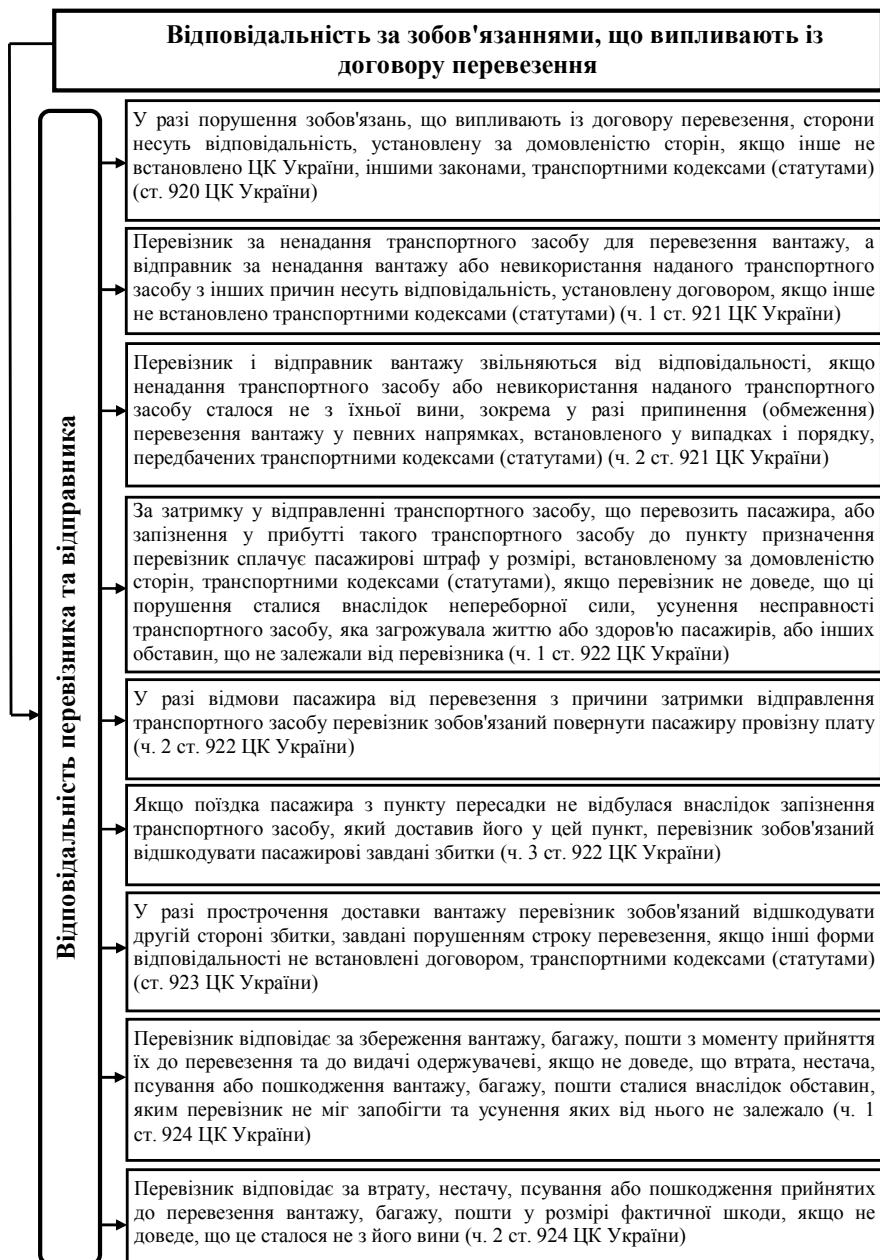 Відповідальність за зобов'язаннями, що випливають із
договору перевезення
Відповідальність перевізника та відправника
У разі порушення зобов'язань, що випливають із договору перевезення, сторони
несуть відповідальність, установлену за домовленістю сторін, якщо інше не
встановлено ЦК України, іншими законами, транспортними кодексами (статутами)
(ст. 920 ЦК України)
Перевізник за ненадання транспортного засобу для перевезення вантажу, а
відправник за ненадання вантажу або невикористання наданого транспортного
засобу з інших причин несуть відповідальність, установлену договором, якщо інше
не встановлено транспортними кодексами (статутами) (ч. 1 ст. 921 ЦК України)
Перевізник і відправник вантажу звільняються від відповідальності, якщо
ненадання транспортного засобу або невикористання наданого транспортного
засобу сталося не з їхньої вини, зокрема у разі припинення (обмеження)
перевезення вантажу у певних напрямках, встановленого у випадках і порядку,
передбачених транспортними кодексами (статутами) (ч. 2 ст. 921 ЦК України)
За затримку у відправленні транспортного засобу, що перевозить пасажира, або
запізнення у прибутті такого транспортного засобу до пункту призначення
перевізник сплачує пасажирові штраф у розмірі, встановленому за домовленістю
сторін, транспортними кодексами (статутами), якщо перевізник не доведе, що ці
порушення сталися внаслідок непереборної сили, усунення несправності
транспортного засобу, яка загрожувала життю або здоров'ю пасажирів, або інших
обставин, що не залежали від перевізника (ч. 1 ст. 922 ЦК України)
У разі відмови пасажира від перевезення з причини затримки відправлення
транспортного засобу перевізник зобов'язаний повернути пасажиру провізну плату
(ч. 2 ст. 922 ЦК України)
Якщо поїздка пасажира з пункту пересадки не відбулася внаслідок запізнення
транспортного засобу, який доставив його у цей пункт, перевізник зобов'язаний
відшкодувати пасажирові завдані збитки (ч. 3 ст. 922 ЦК України)
У разі прострочення доставки вантажу перевізник зобов'язаний відшкодувати
другій стороні збитки, завдані порушенням строку перевезення, якщо інші форми
відповідальності не встановлені договором, транспортними кодексами (статутами)
(ст. 923 ЦК України)
Перевізник відповідає за збереження вантажу, багажу, пошти з моменту прийняття
їх до перевезення та до видачі одержувачеві, якщо не доведе, що втрата, нестача,
псування або пошкодження вантажу, багажу, пошти сталися внаслідок обставин,
яким перевізник не міг запобігти та усунення яких від нього не залежало (ч. 1
ст. 924 ЦК України)
Перевізник відповідає за втрату, нестачу, псування або пошкодження прийнятих
до перевезення вантажу, багажу, пошти у розмірі фактичної шкоди, якщо не
доведе, що це сталося не з його вини (ч. 2 ст. 924 ЦК України)